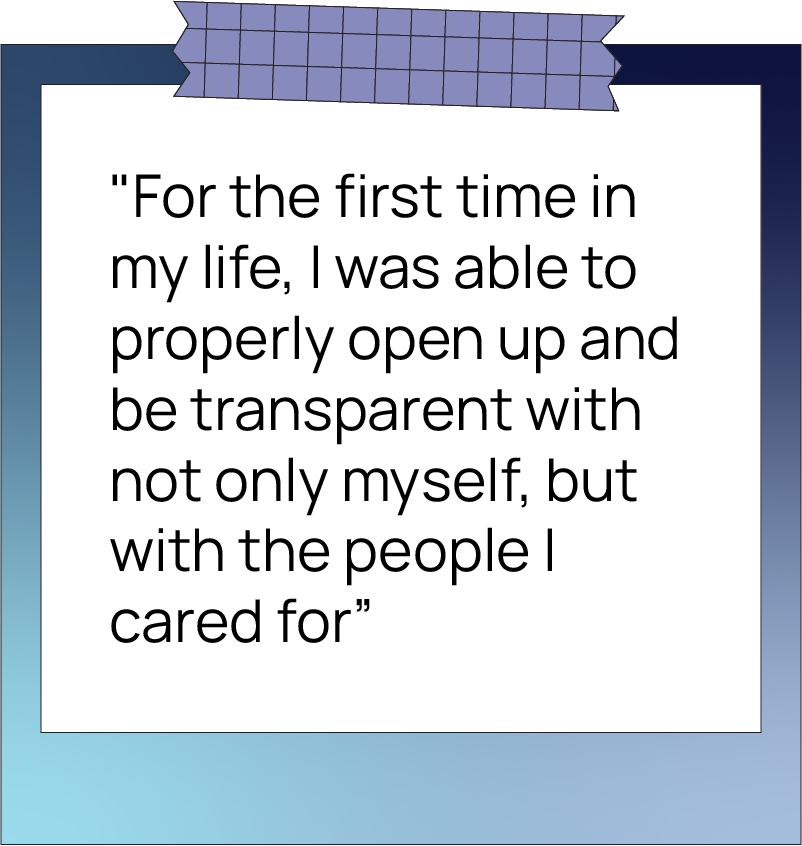 "For the first time in
my life, I was able to
properly open up and
be transparent with
not only myself, but
with the people I
cared for”